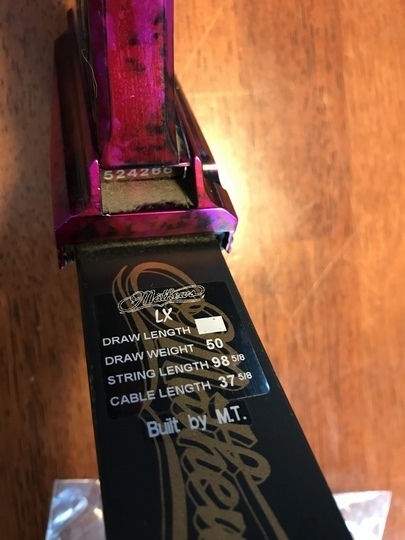 524266
Mathews
LX
DRAW LENGTH
DRAW WEIGHT 50
STRING LENGTH 98 5/8
CABLE LENGTH 37 5/8
Built by M.T.
Mathews